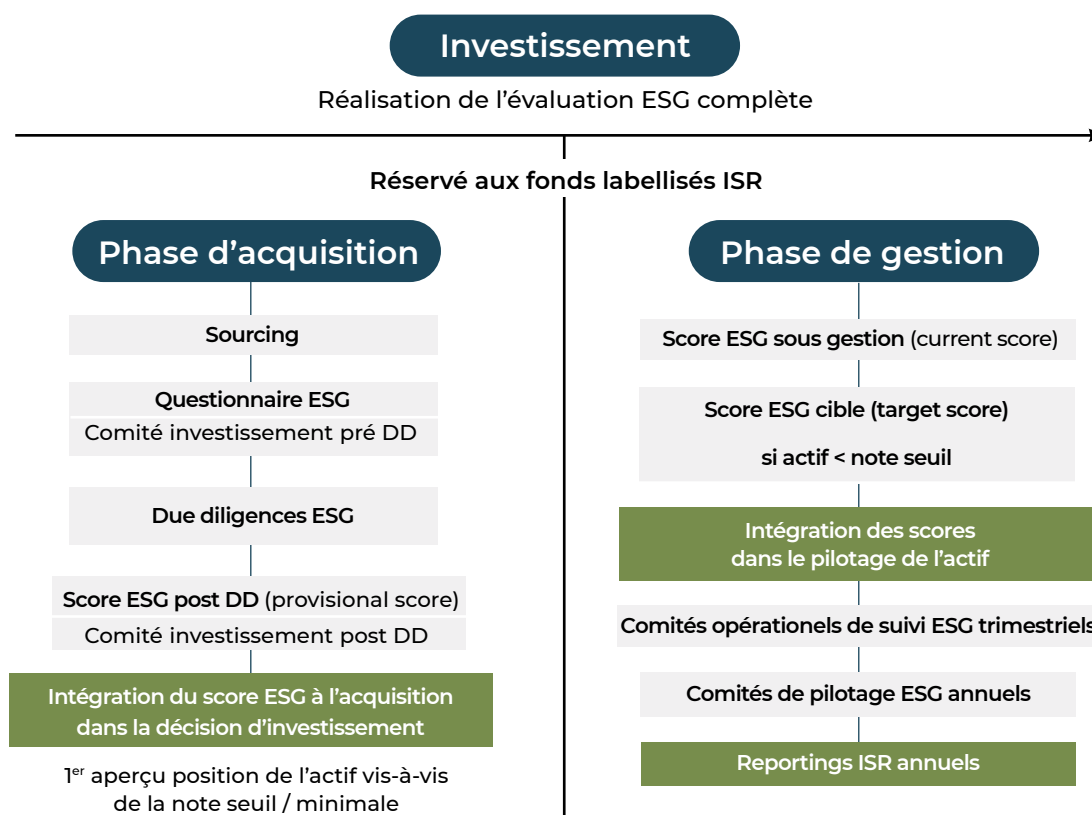 Investissement
Réalisation de l’évaluation ESG complète
Réservé aux fonds labellisés ISR
Phase d’acquisition
Sourcing
Questionnaire ESG
Comité investissement pré DD
Due diligences ESG
Score ESG post DD (provisional score)
Comité investissement post DD
Intégration du score ESG à l’acquisition
dans la décision d’investissement
1er aperçu position de l’actif vis-à-vis
de la note seuil / minimale
Phase de gestion
Score ESG sous gestion (current score)
Score ESG cible (target score)
si actif < note seuil
Intégration des scores
dans le pilotage de l’actif
Comités opérationels de suivi ESG trimestriels
Comités de pilotage ESG annuels
Reportings ISR annuels